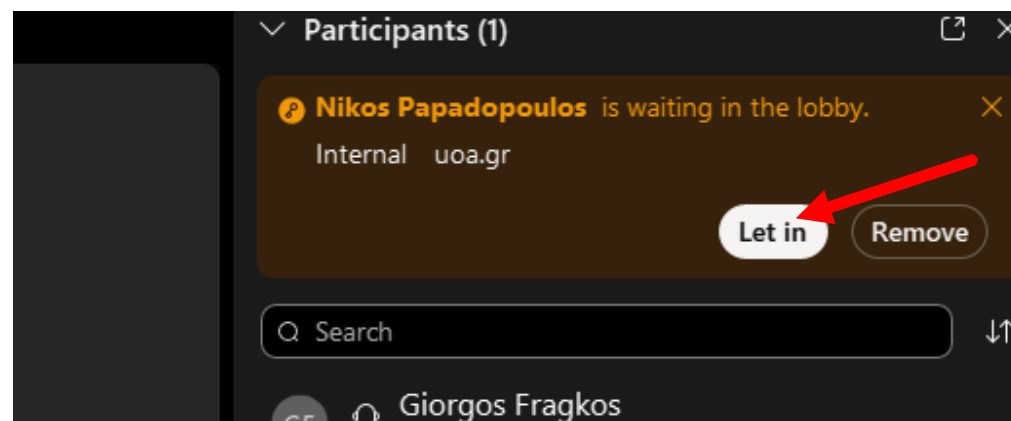 Participants (1)
Nikos Papadopoulos is waiting in the lobby.
Internal uoa.gr
Let in Remove
Search
Giorgos Fragkos